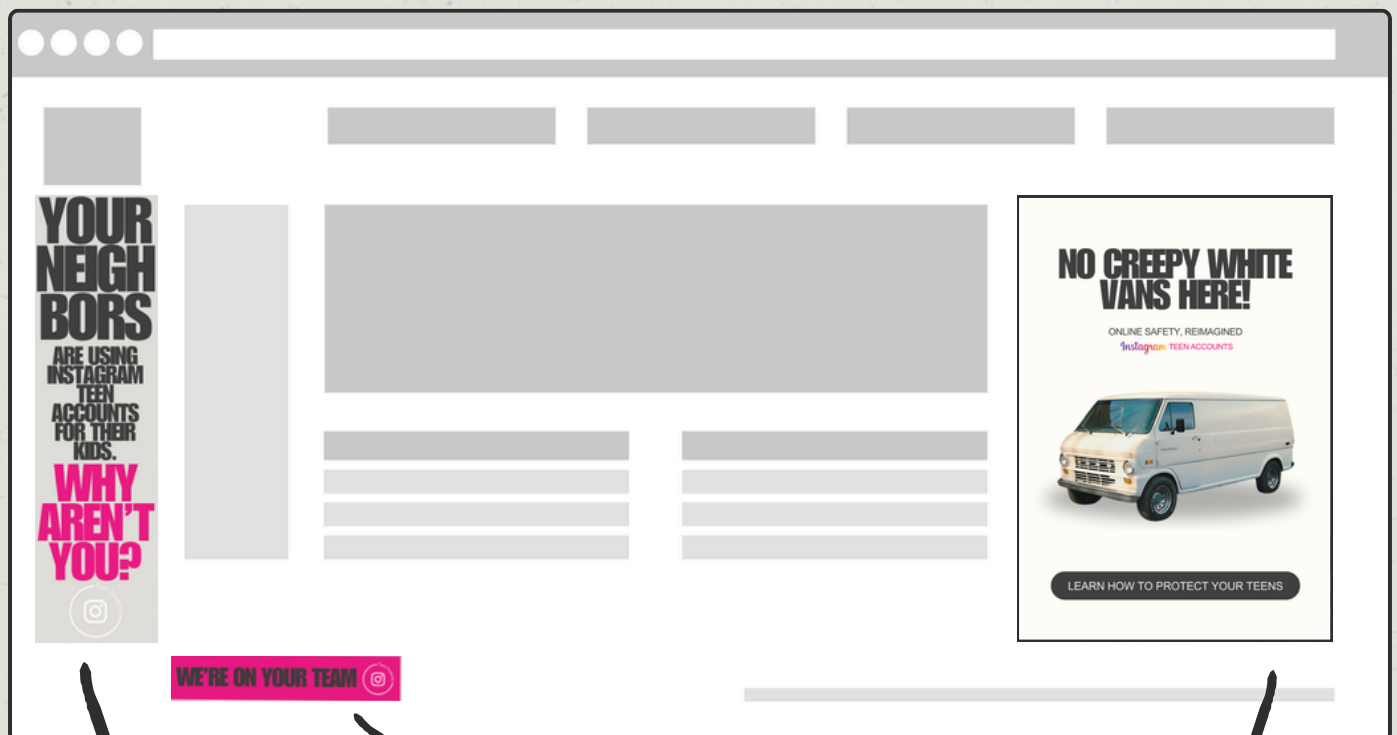 YOUR
NEIGH
BORS
ARE USING
INSTAGRAM
TEEN
ACCOUNTS
FOR THEIR
KIDS.
WHY
AREN'T
YOU?
WE'RE ON YOUR TEAM
NO CREEPY WHITE
VANS HERE!
ONLINE SAFETY, REIMAGINED
Instagram TEEN ACCOUNTS
LEARN HOW TO PROTECT YOUR TEENS